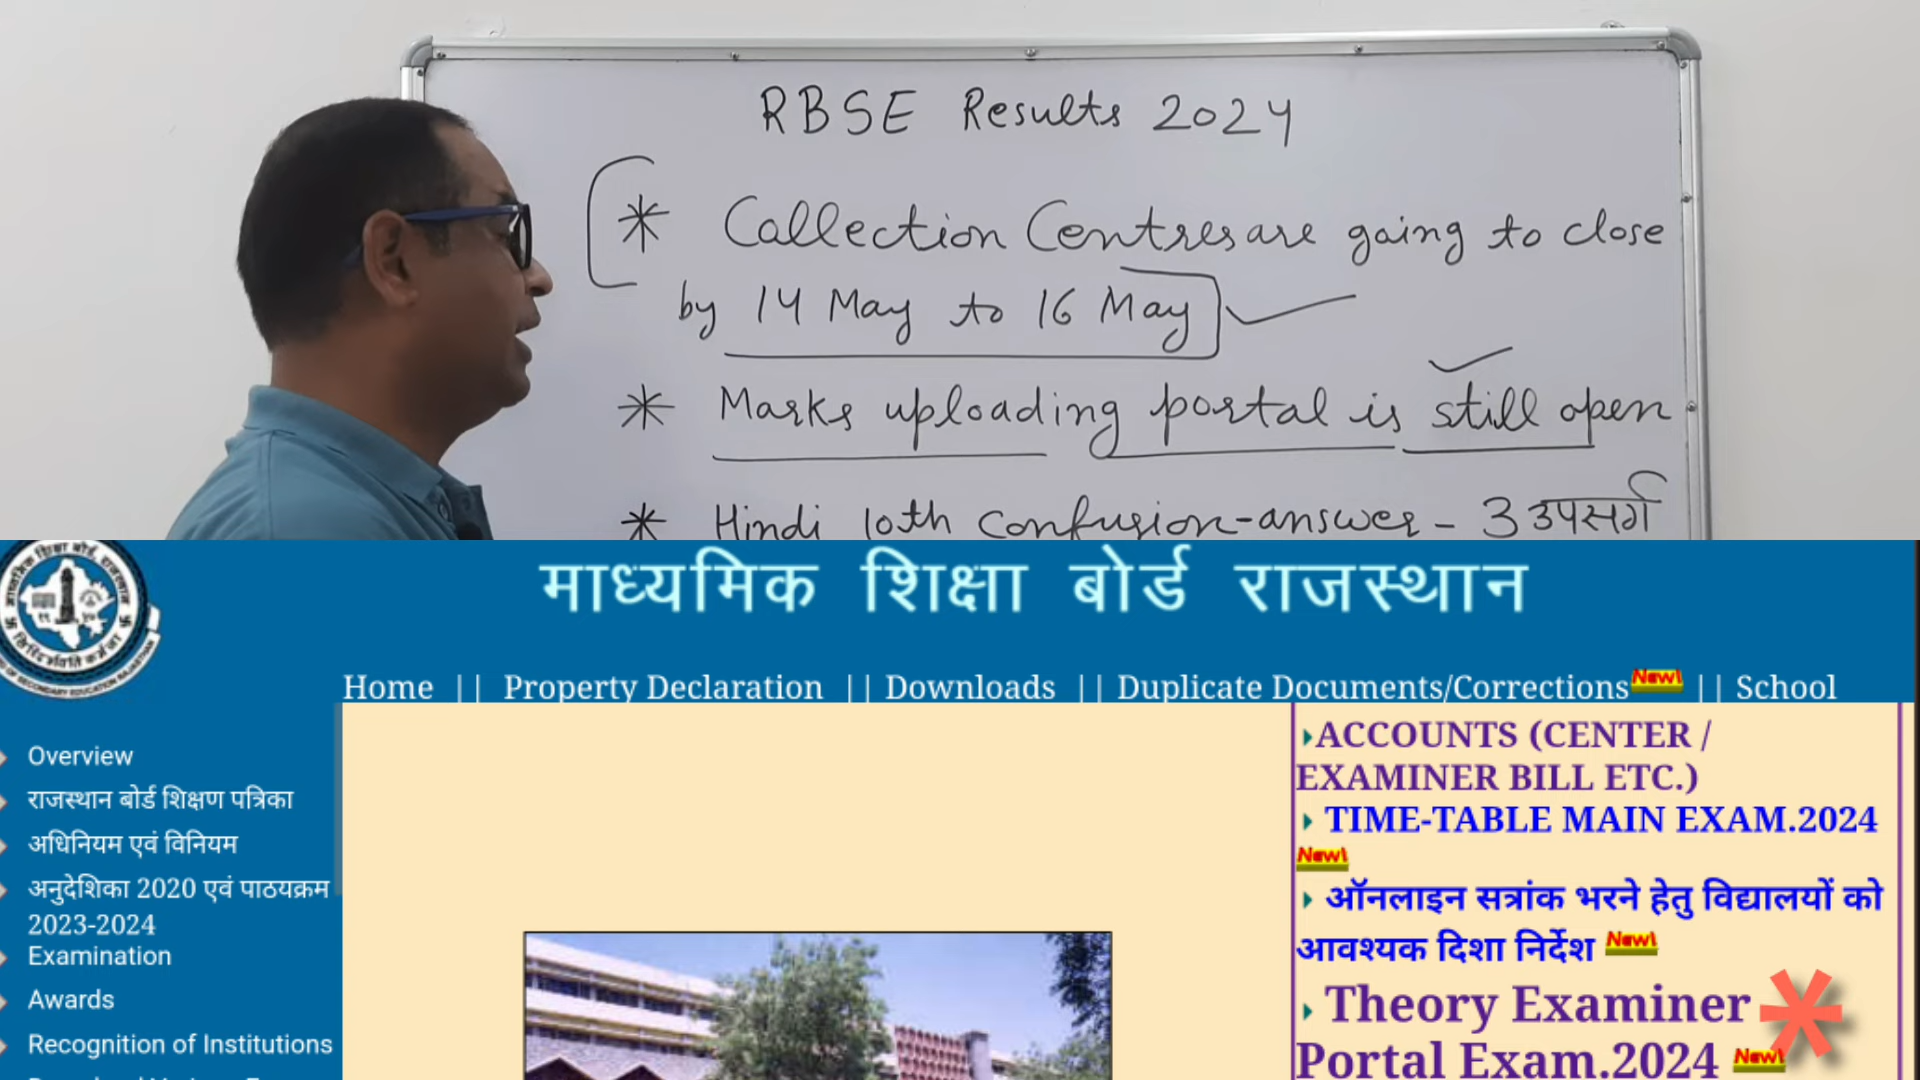 RBSE Results 2024
* Collection Centres are going to close
by 14 May to 16 May
* Marks uploading portal is still open
* Hindi 10th confusion-answer - 3 उपसर्ग
माध्यमिक शिक्षा बोर्ड राजस्थान
Home || Property Declaration || Downloads || Duplicate Documents/Corrections New! || School
Overview
राजस्थान बोर्ड शिक्षण पत्रिका
अधिनियम एवं विनियम
अनुदेशिका 2020 एवं पाठयक्रम
2023-2024
Examination
Awards
Recognition of Institutions
ACCOUNTS (CENTER /
EXAMINER BILL ETC.)
TIME-TABLE MAIN EXAM.2024
New!
ऑनलाइन सत्रांक भरने हेतु विद्यालयों को
आवश्यक दिशा निर्देश New!
Theory Examiner
Portal Exam.2024 New!